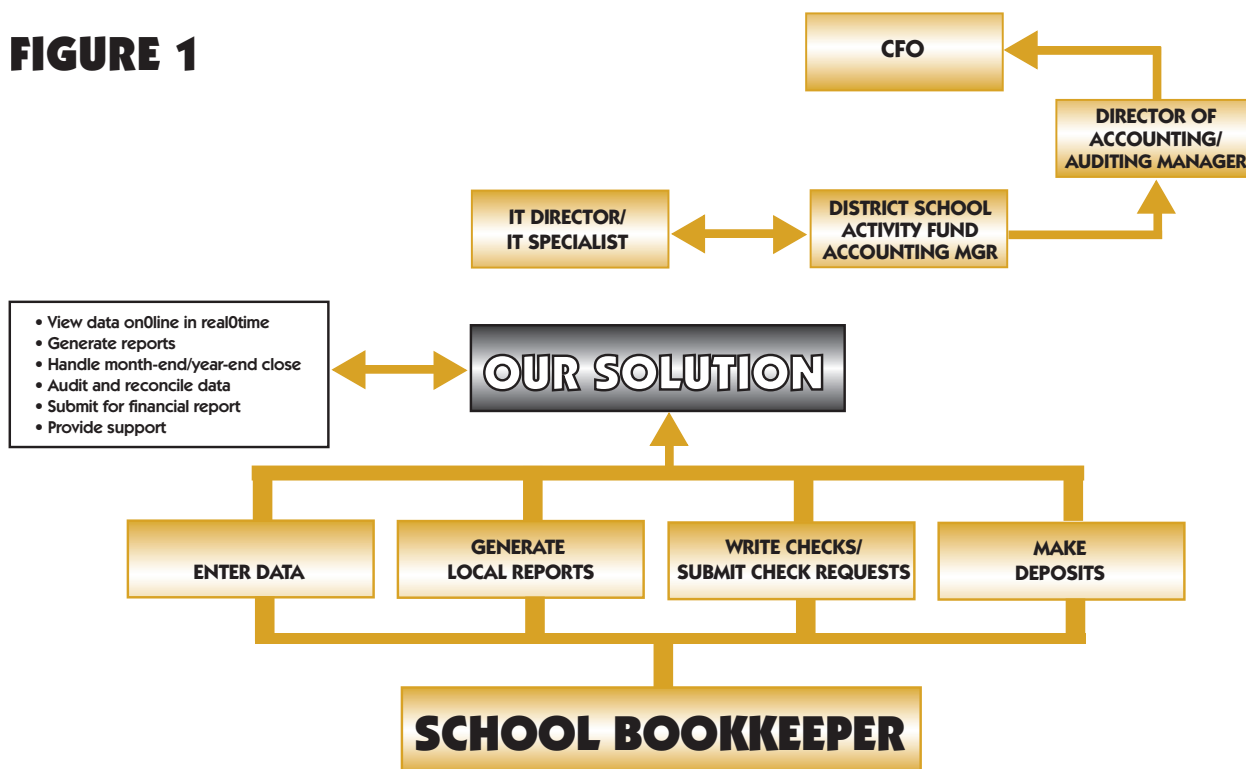 FIGURE 1
CFO
DIRECTOR OF
ACCOUNTING/
AUDITING MANAGER
IT DIRECTOR/
IT SPECIALIST
DISTRICT SCHOOL
ACTIVITY FUND
ACCOUNTING MGR
• View data on0line in real0time
• Generate reports
• Handle month-end/year-end close
• Audit and reconcile data
• Submit for financial report
• Provide support
OUR SOLUTION
ENTER DATA
GENERATE
LOCAL REPORTS
WRITE CHECKS/
SUBMIT CHECK REQUESTS
MAKE
DEPOSITS
SCHOOL BOOKKEEPER